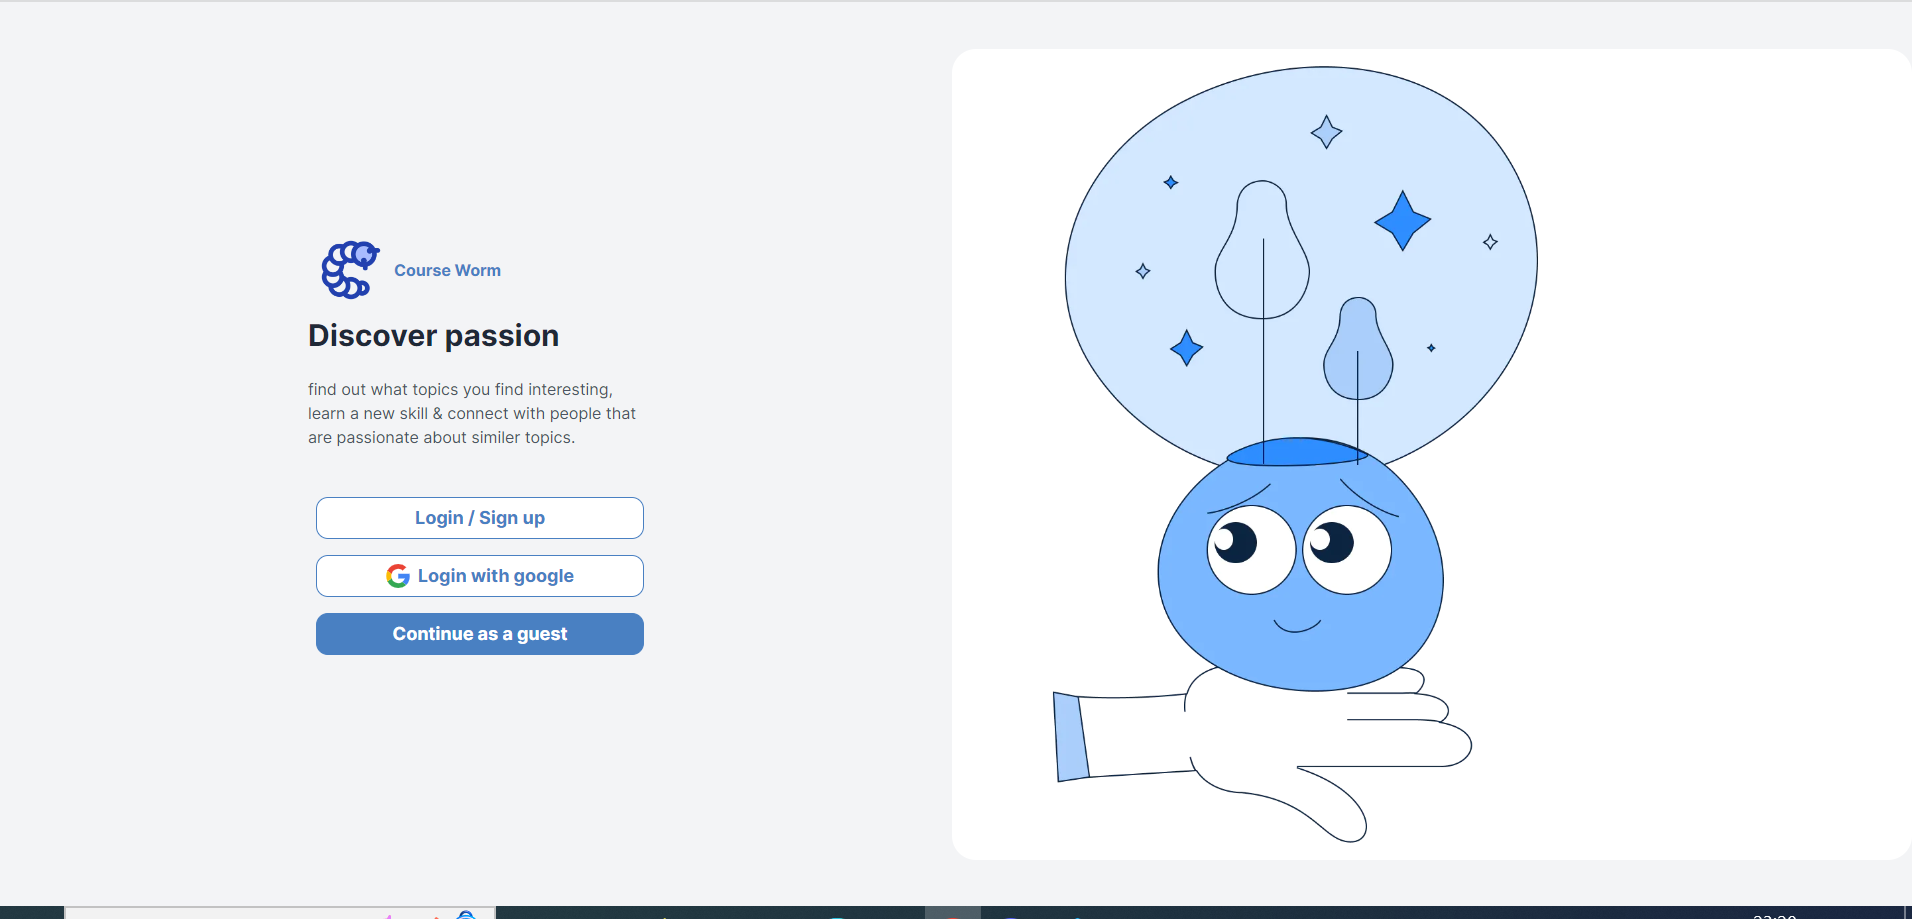 Course Worm
Discover passion
find out what topics you find interesting,
learn a new skill & connect with people that
are passionate about similer topics.
Login / Sign up
Login with google
Continue as a guest